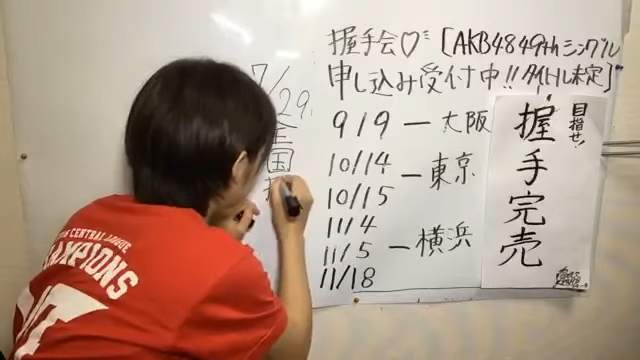 握手会♡ [AKB48 49thシングル
申し込み受付中!! タイトル未定]
9/9 ー 大阪
10/14
10/15
ー 東京
11/4
11/5
11/18
ー 横浜
目指せ!
握手完売
7/29
全国
CENTRAL LEAGUE
CHAMPIONS